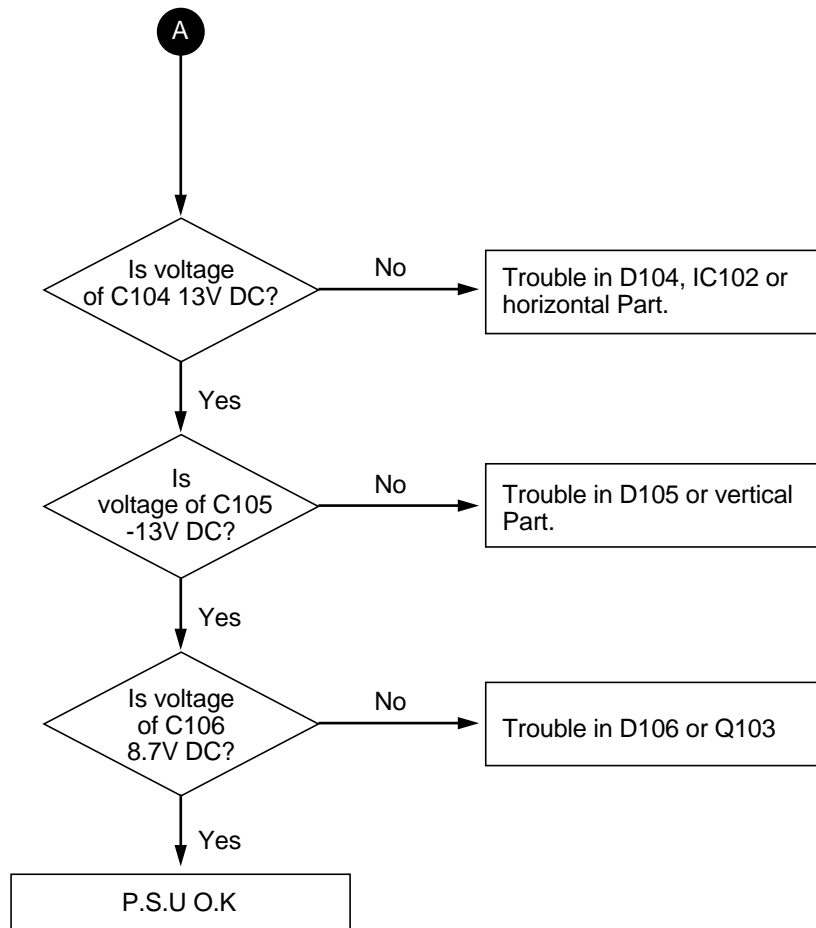 A
Is voltage
of C104 13V DC?
No
Trouble in D104, IC102 or
horizontal Part.
Yes
Is
voltage of C105
-13V DC?
No
Trouble in D105 or vertical
Part.
Yes
Is voltage
of C106
8.7V DC?
No
Trouble in D106 or Q103
Yes
P.S.U O.K